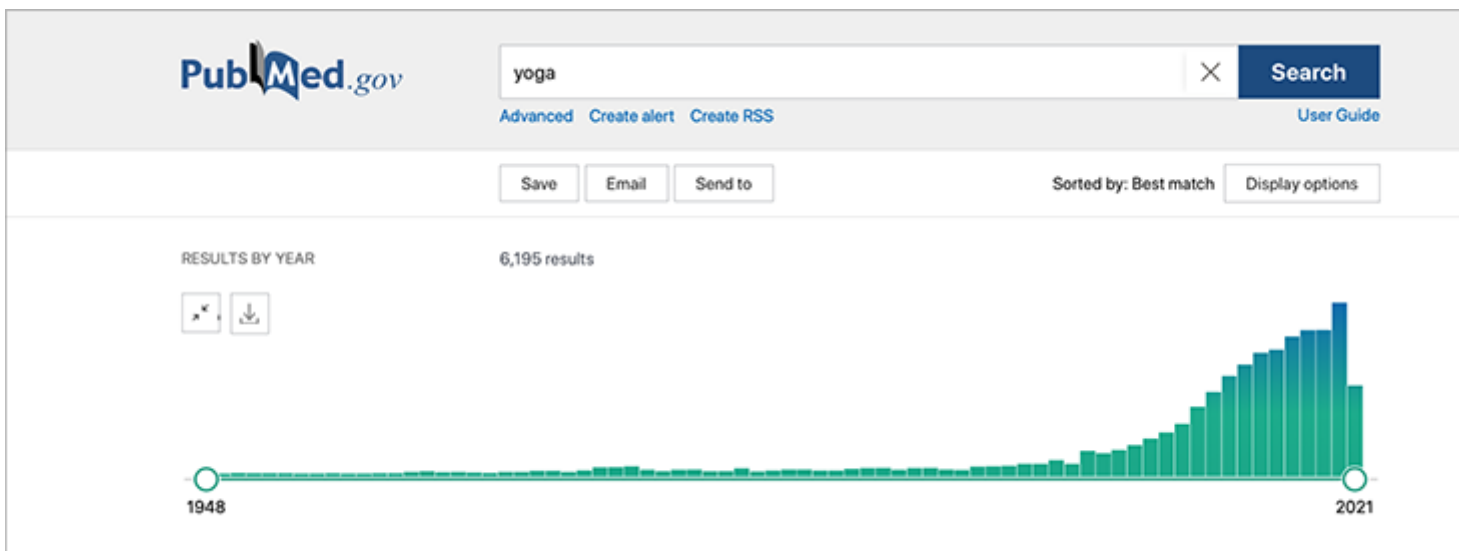 PubMed.gov
yoga
Search
Advanced Create alert Create RSS
User Guide
Save Email Send to
Sorted by: Best match Display options
RESULTS BY YEAR
6,195 results
1948
2021